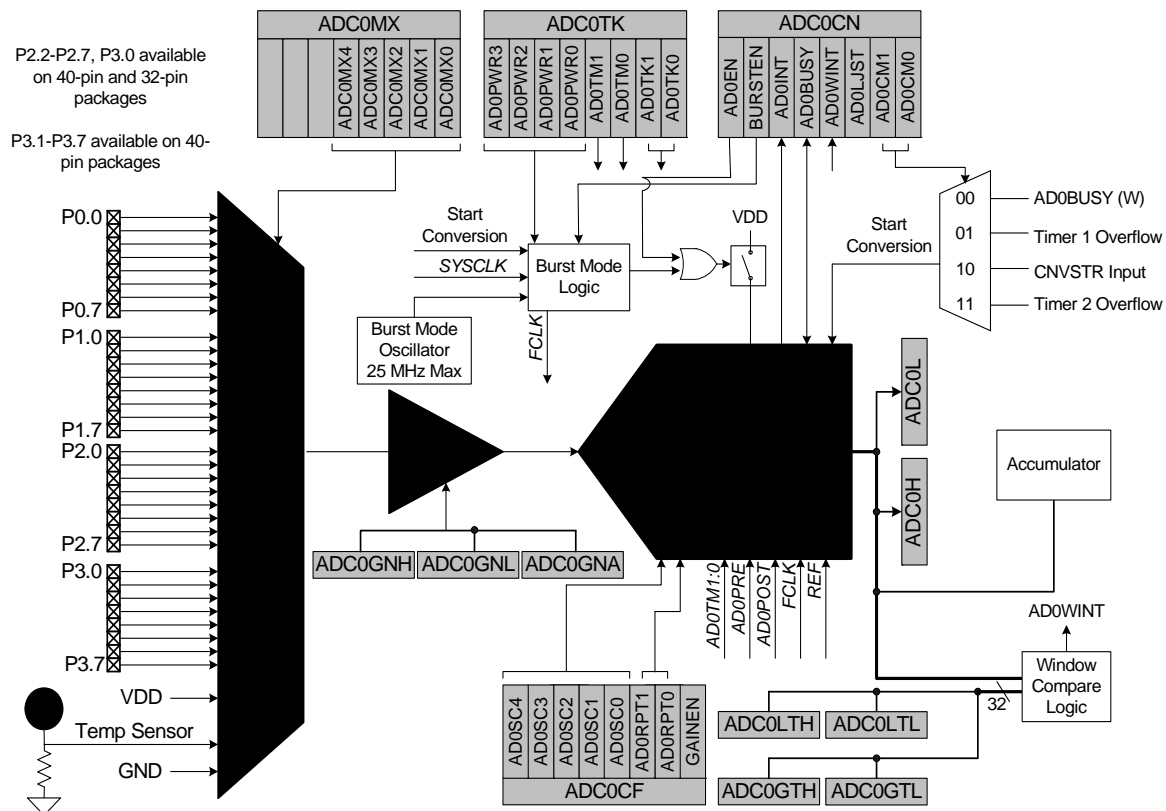 P2.2-P2.7, P3.0 available
on 40-pin and 32-pin
packages
P3.1-P3.7 available on 40-
pin packages
ADC0MX
ADC0MX4
ADC0MX3
ADC0MX2
ADC0MX1
ADC0MX0
ADC0TK
AD0PWR3
AD0PWR2
AD0PWR1
AD0PWR0
AD0TM1
AD0TM0
AD0TK1
AD0TK0
ADC0CN
AD0EN
BURSTEN
AD0INT
AD0BUSY
AD0WINT
AD0LJST
AD0CM1
AD0CM0
00
01
10
11
AD0BUSY (W)
Timer 1 Overflow
CNVSTR Input
Timer 2 Overflow
Start
Conversion
VDD
Start
Conversion
SYSCLK
Burst Mode
Logic
FCLK
Burst Mode
Oscillator
25 MHz Max
P0.0
P0.7
P1.0
P1.7
P2.0
P2.7
P3.0
P3.7
VDD
Temp Sensor
GND
ADC0GNH
ADC0GNL
ADC0GNA
ADC0L
ADC0H
Accumulator
AD0TM1:0
AD0PRE
AD0POST
FCLK
REF
AD0WINT
Window
Compare
Logic
32
AD0SC4
AD0SC3
AD0SC2
AD0SC1
AD0SC0
AD0RPT1
AD0RPT0
GAINEN
ADC0CF
ADC0LTH
ADC0LTL
ADC0GTH
ADC0GTL